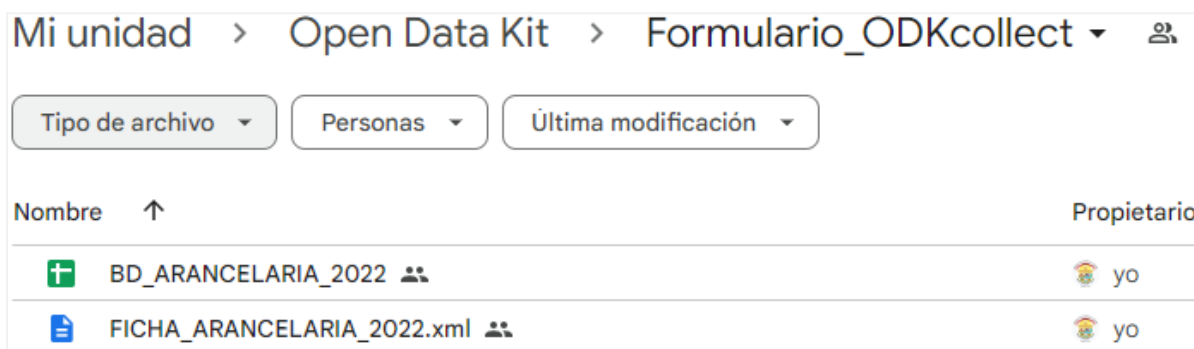 Mi unidad > Open Data Kit > Formulario_ODKcollect
Tipo de archivo Personas Última modificación
Nombre ↑ Propietario
BD_ARANCELARIA_2022 yo
FICHA_ARANCELARIA_2022.xml yo